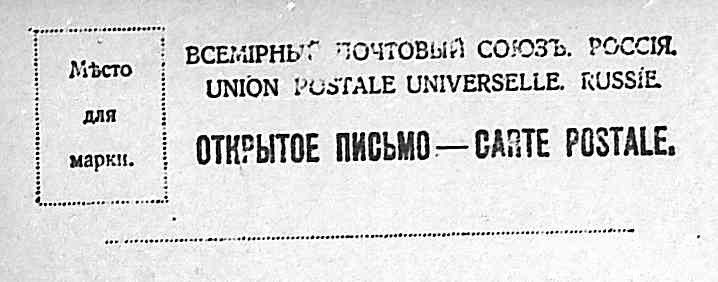 Мѣсто
для
марки.
ВСЕМІРНЫЙ ПОЧТОВЫЙ СОЮЗЪ. РОССІЯ.
UNION POSTALE UNIVERSELLE. RUSSIE.
ОТКРЫТОЕ ПИСЬМО — CARTE POSTALE.